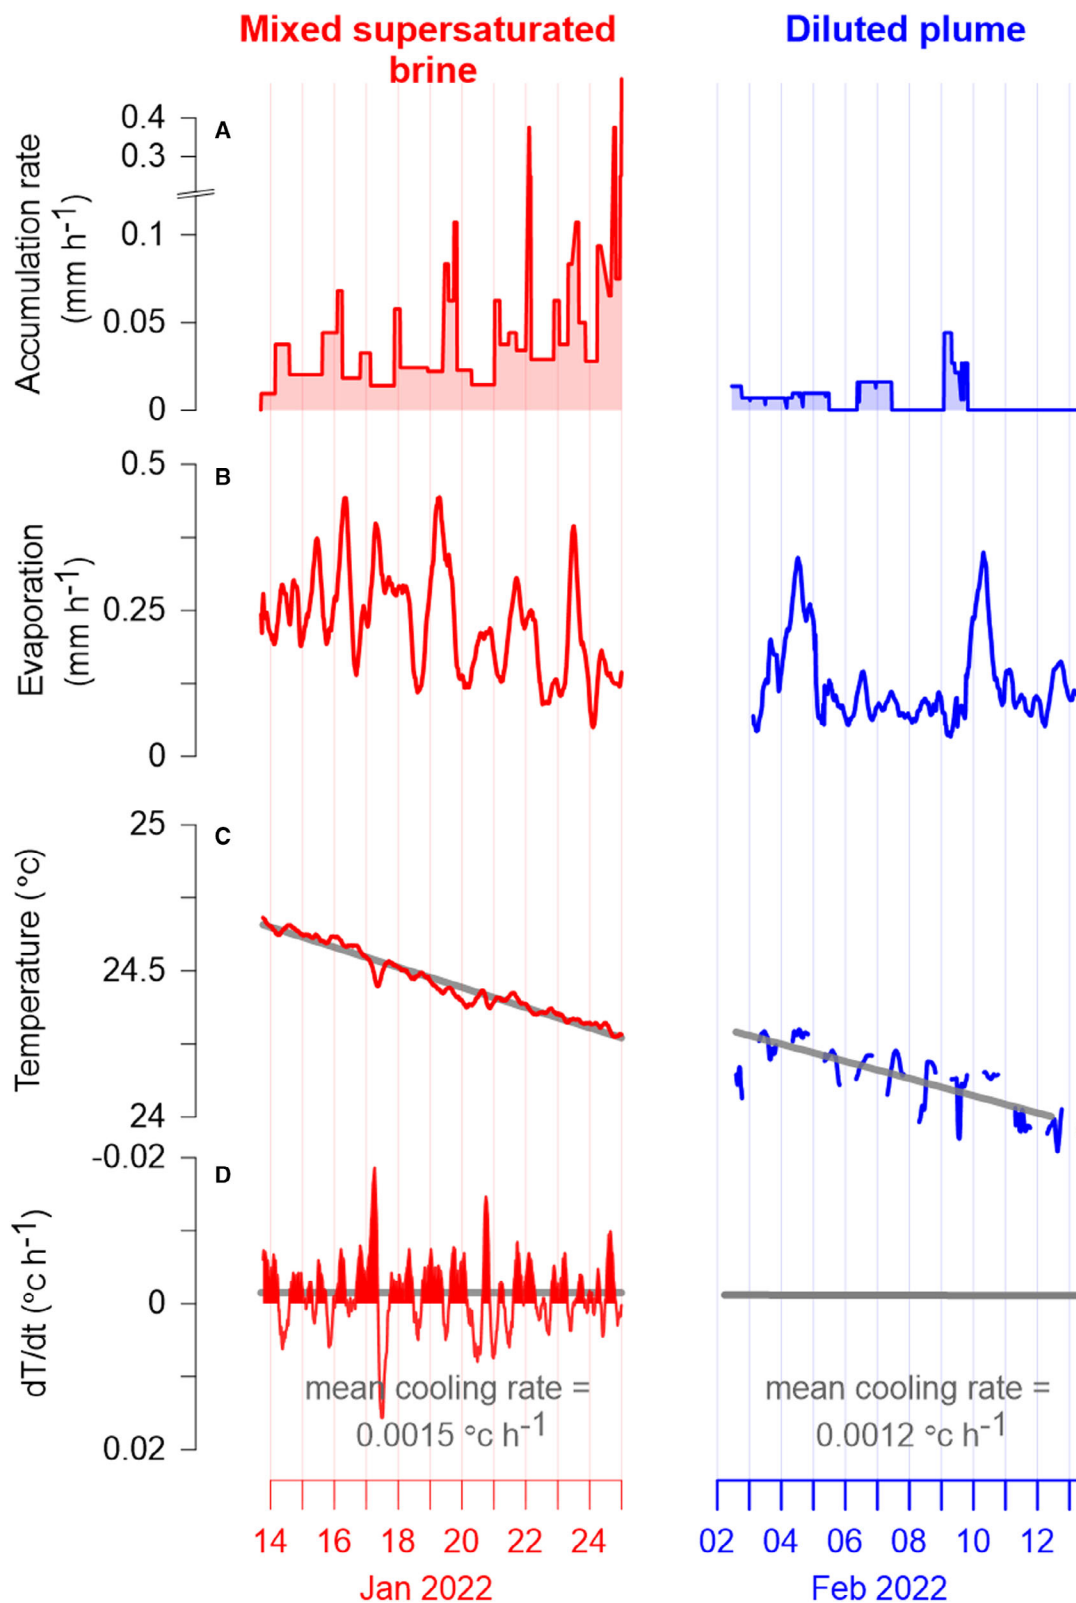 Mixed supersaturated
brine
Diluted plume
A
Accumulation rate
(mm h-1)
0.4
0.3
0.1
0.05
0
B
Evaporation
(mm h-1)
0.5
0.25
0
C
Temperature (°c)
25
24.5
24
D
dT/dt (°c h-1)
-0.02
0
0.02
mean cooling rate =
0.0015 °c h-1
mean cooling rate =
0.0012 °c h-1
14 16 18 20 22 24
Jan 2022
02 04 06 08 10 12
Feb 2022